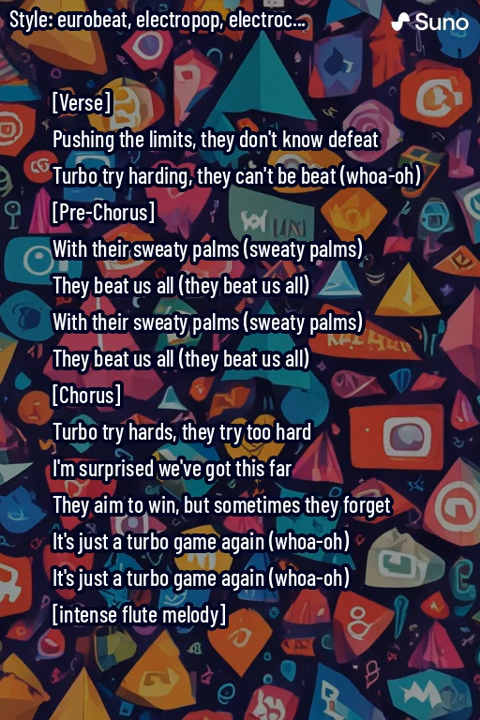 Style: eurobeat, electropop, electroc...
Suno
[Verse]
Pushing the limits, they don't know defeat
Turbo try harding, they can't be beat (whoa-oh)
[Pre-Chorus]
With their sweaty palms (sweaty palms)
They beat us all (they beat us all)
With their sweaty palms (sweaty palms)
They beat us all (they beat us all)
[Chorus]
Turbo try hards, they try too hard
I'm surprised we've got this far
They aim to win, but sometimes they forget
It's just a turbo game again (whoa-oh)
It's just a turbo game again (whoa-oh)
[intense flute melody]